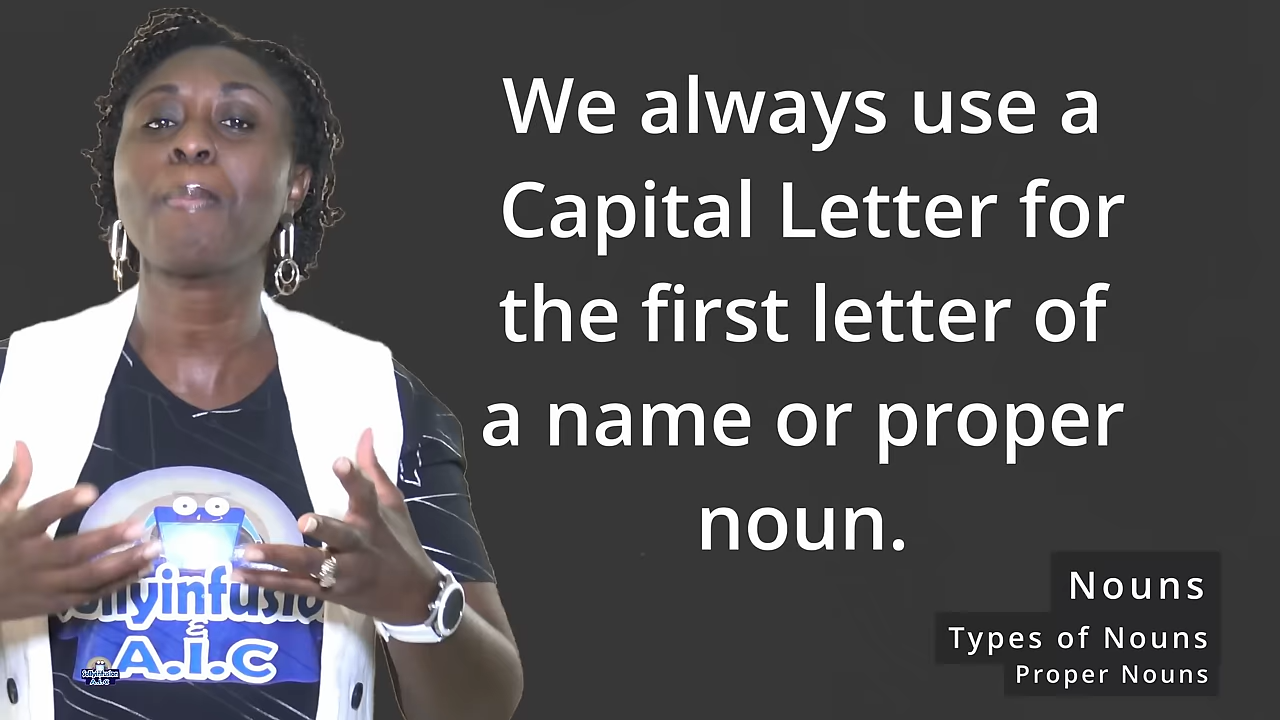 We always use a
Capital Letter for
the first letter of
a name or proper
noun.
Nouns
Types of Nouns
Proper Nouns
&
A.I.C